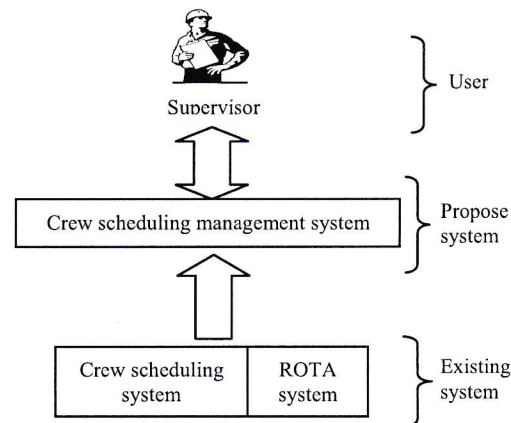 Supervisor
User
Crew scheduling management system
Propose
system
Crew scheduling
system
ROTA
system
Existing
system